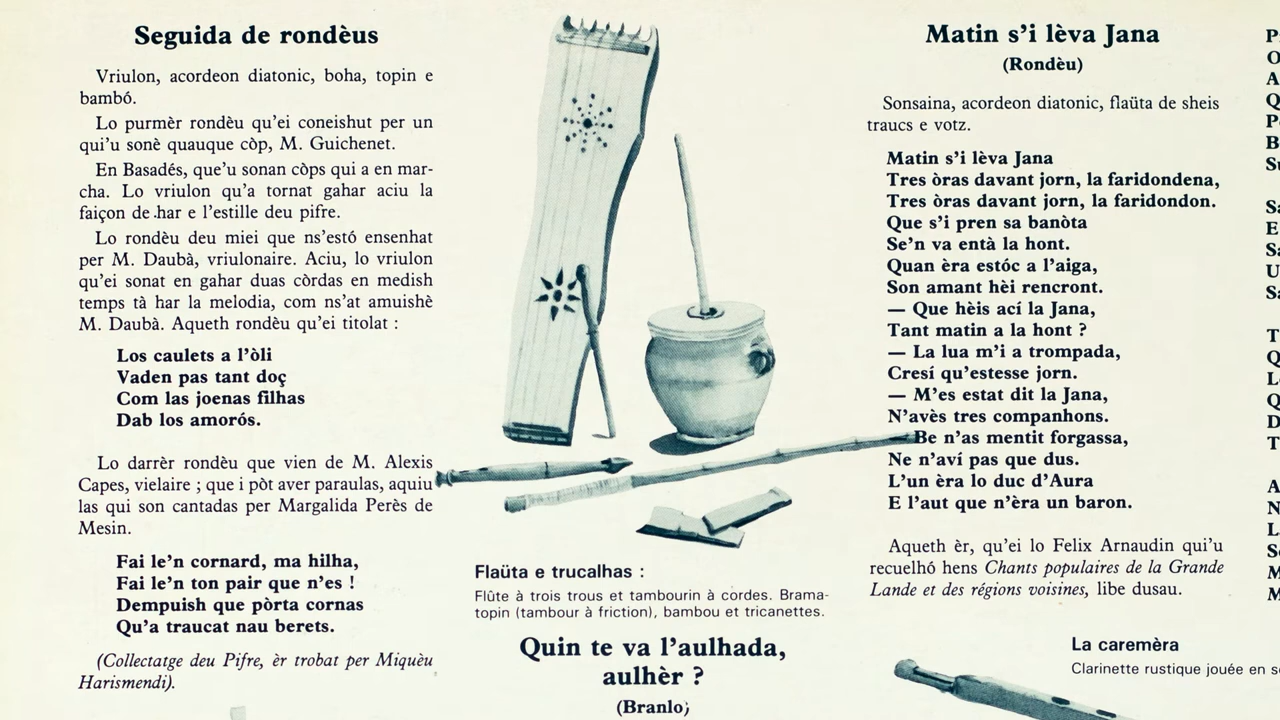 Seguida de rondèus
Vriulon, acordeon diatonic, boha, topin e
bambó.
Lo purmèr rondèu qu'ei coneishut per un
qui'u sonè quauque còp, M. Guichenet.
En Basadés, que'u sonan còps qui a en mar-
cha. Lo vriulon qu'a tornat gahar aciu la
faiçon de har e l'estille deu pifre.
Lo rondèu deu miei que ns'estó ensenhat
per M. Daubà, vriulonaire. Aciu, lo vriulon
qu'ei sonat en gahar duas còrdas en medish
temps tà har la melodia, com ns'at amuishè
M. Daubà. Aqueth rondèu qu'ei titolat :
Los caulets a l'òli
Vaden pas tant doç
Com las joenas filhas
Dab los amorós.
Lo darrèr rondèu que vien de M. Alexis
Capes, vielaire ; que i pòt aver paraulas, aquiu
las qui son cantadas per Margalida Perès de
Mesin.
Fai le'n cornard, ma hilha,
Fai le'n ton pair que n'es !
Dempuish que pòrta cornas
Qu'a traucat nau berets.
(Collectatge deu Pifre, èr trobat per Miquèu
Harismendi).
Flaüta e trucalhas :
Flûte à trois trous et tambourin à cordes. Brama-
topin (tambour à friction), bambou et tricanettes.
Quin te va l'aulhada,
aulhèr ?
(Branlo)
Matin s'i lèva Jana
(Rondèu)
Sonsaina, acordeon diatonic, flaüta de sheis
traucs e votz.
Matin s'i lèva Jana
Tres òras davant jorn, la faridondena,
Tres òras davant jorn, la faridondon.
Que s'i pren sa banòta
Se'n va entà la hont.
Quan èra estóc a l'aiga,
Son amant hèi rencront.
— Que hèis ací la Jana,
Tant matin a la hont ?
— La lua m'i a trompada,
Cresí qu'estesse jorn.
— M'es estat dit la Jana,
N'avès tres companhons.
Be n'as mentit forgassa,
Ne n'aví pas que dus.
L'un èra lo duc d'Aura
E l'aut que n'èra un baron.
Aqueth èr, qu'ei lo Felix Arnaudin qui'u
recuelhó hens Chants populaires de la Grande
Lande et des régions voisines, libe dusau.
La caremèra
Clarinette rustique jouée en